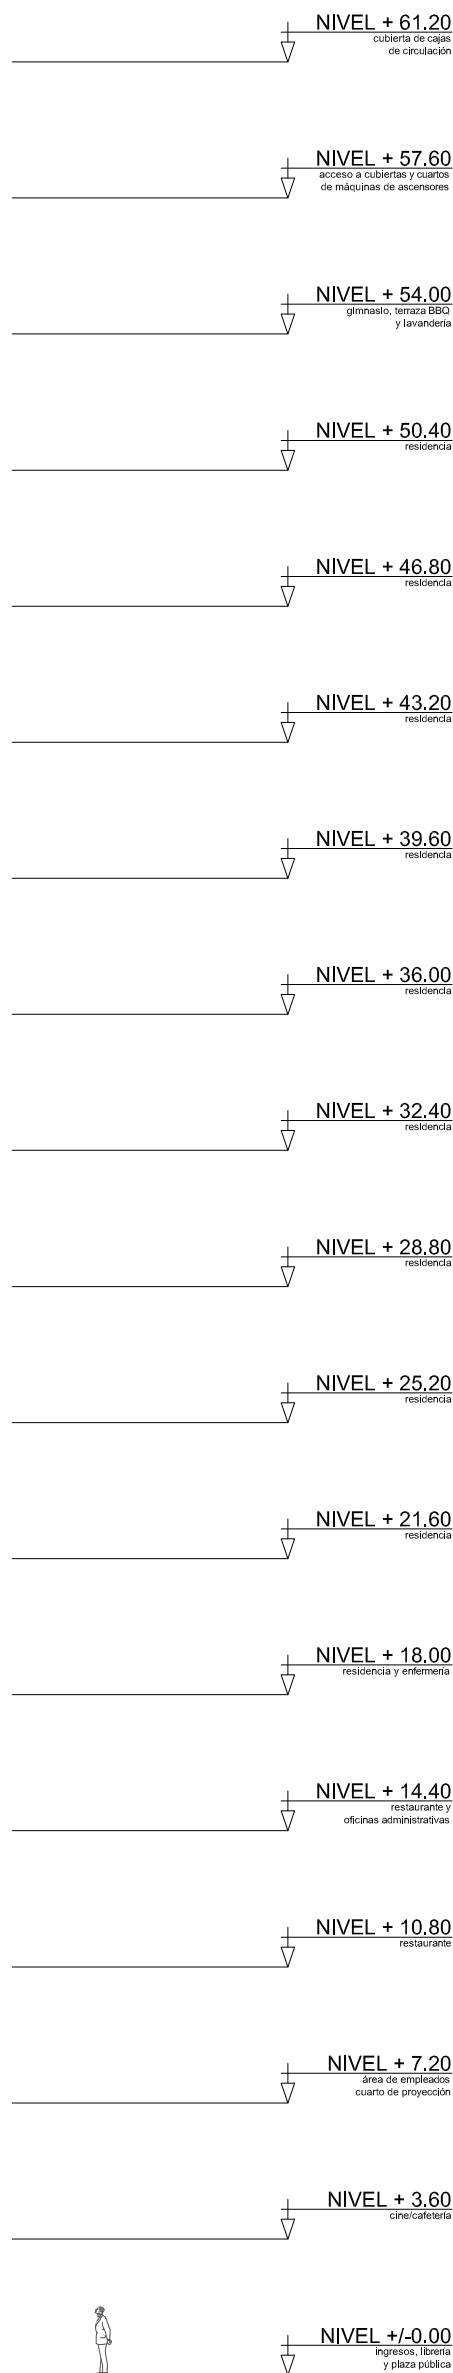 NIVEL + 61.20
cubierta de cajas
de circulación
NIVEL + 57.60
acceso a cubiertas y cuartos
de máquinas de ascensores
NIVEL + 54.00
gimnasio, terraza BBQ
y lavandería
NIVEL + 50.40
residencia
NIVEL + 46.80
residencia
NIVEL + 43.20
residencia
NIVEL + 39.60
residencia
NIVEL + 36.00
residencia
NIVEL + 32.40
residencia
NIVEL + 28.80
residencia
NIVEL + 25.20
residencia
NIVEL + 21.60
residencia
NIVEL + 18.00
residencia y enfermería
NIVEL + 14.40
restaurante y
oficinas administrativas
NIVEL + 10.80
restaurante
NIVEL + 7.20
área de empleados
cuarto de proyección
NIVEL + 3.60
cine/cafetería
NIVEL +/-0.00
ingresos, librería
y plaza pública